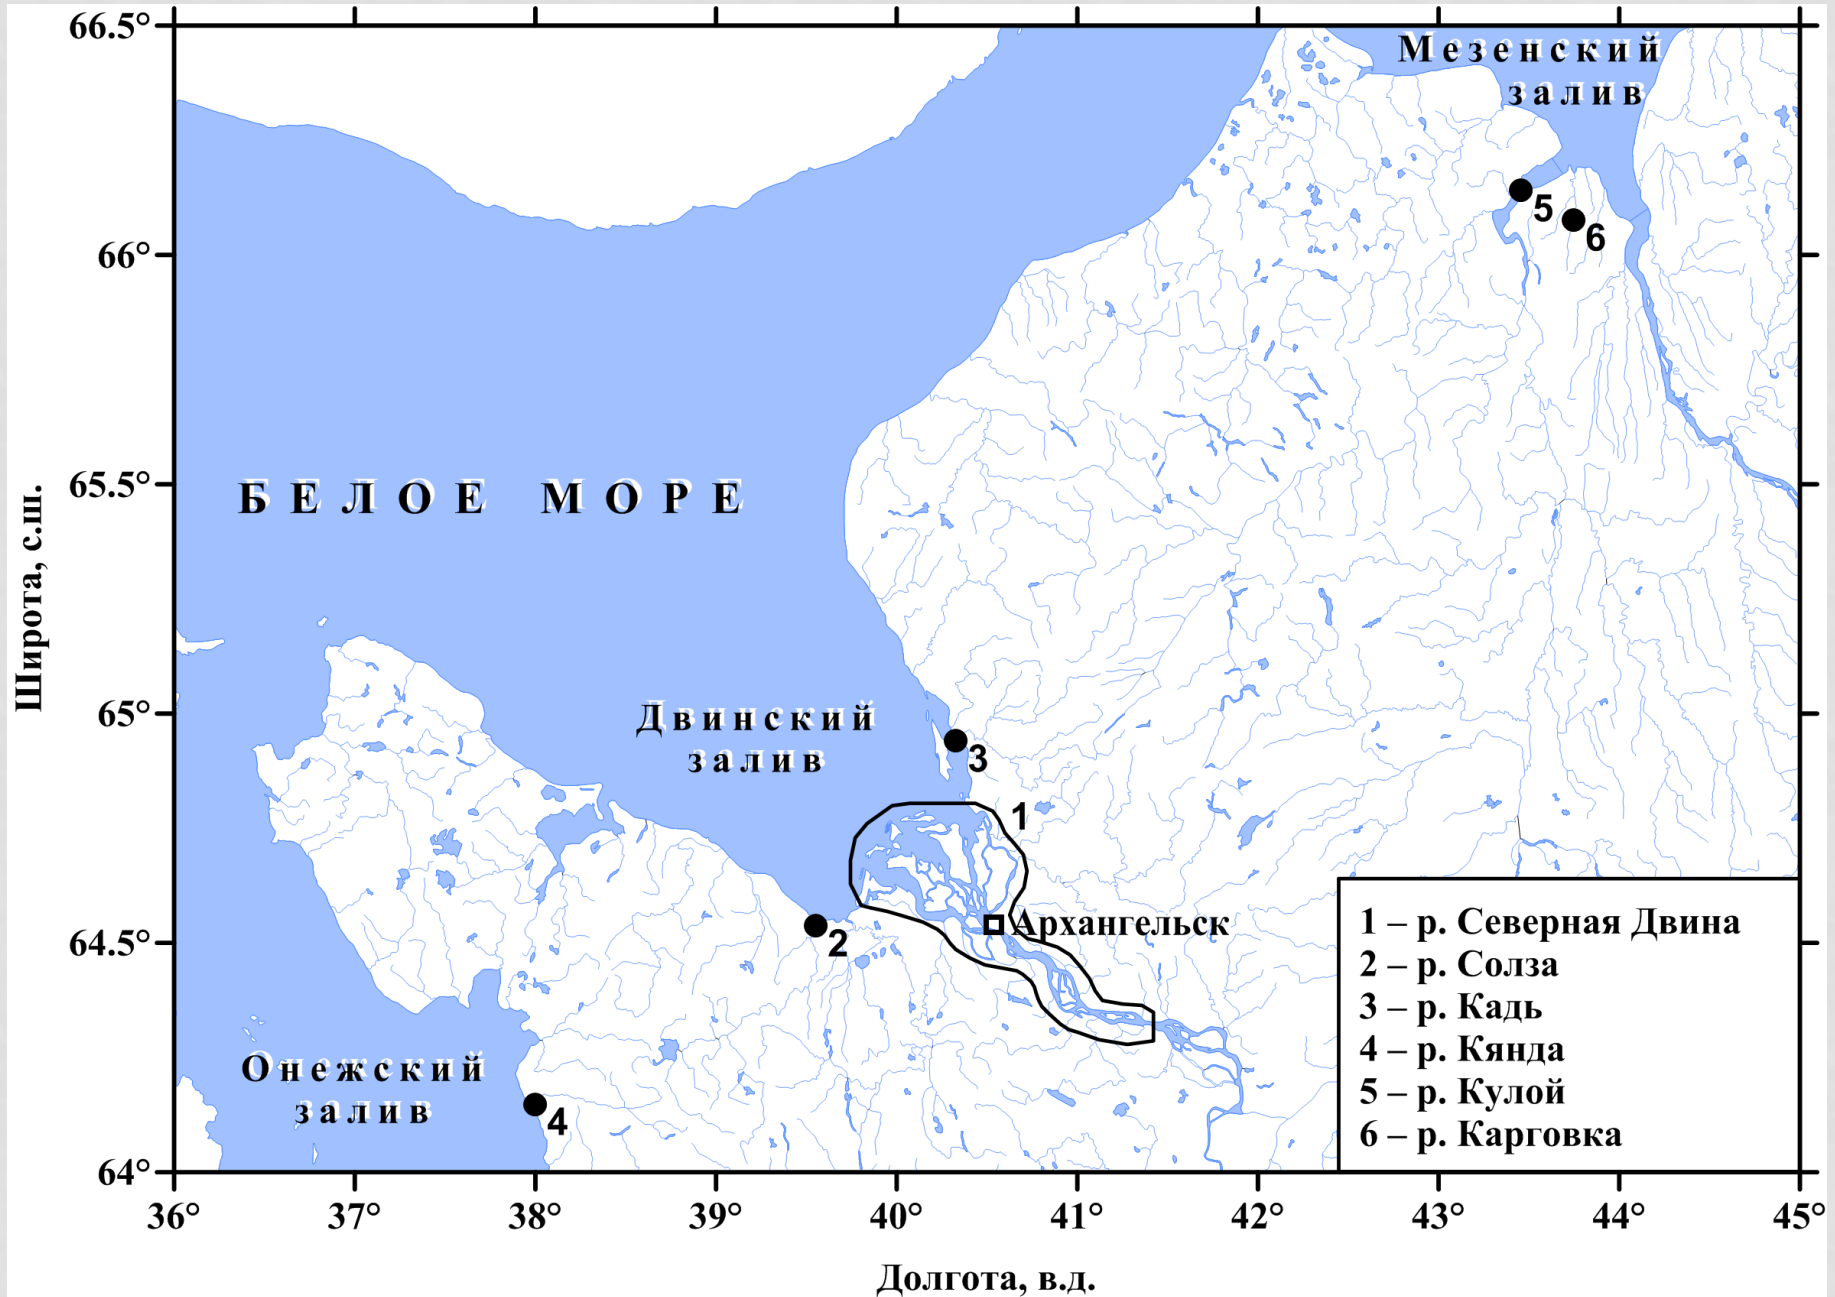 66.5°
Мезенский
залив
5
6
66°
65.5°
БЕЛОЕ МОРЕ
Широта, с.ш.
65°
Двинский
залив
3
1
Архангельск
2
64.5°
1 – р. Северная Двина
2 – р. Солза
3 – р. Кадь
4 – р. Кянда
5 – р. Кулой
6 – р. Карговка
Онежский
залив
4
64°
36° 37° 38° 39° 40° 41° 42° 43° 44° 45°
Долгота, в.д.